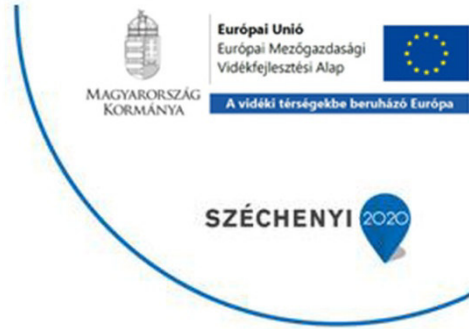 Európai Unió
Európai Mezőgazdasági
Vidékfejlesztési Alap
MAGYARORSZÁG
KORMÁNYA
A vidéki térségekbe beruházó Európa
SZÉCHENYI 2020